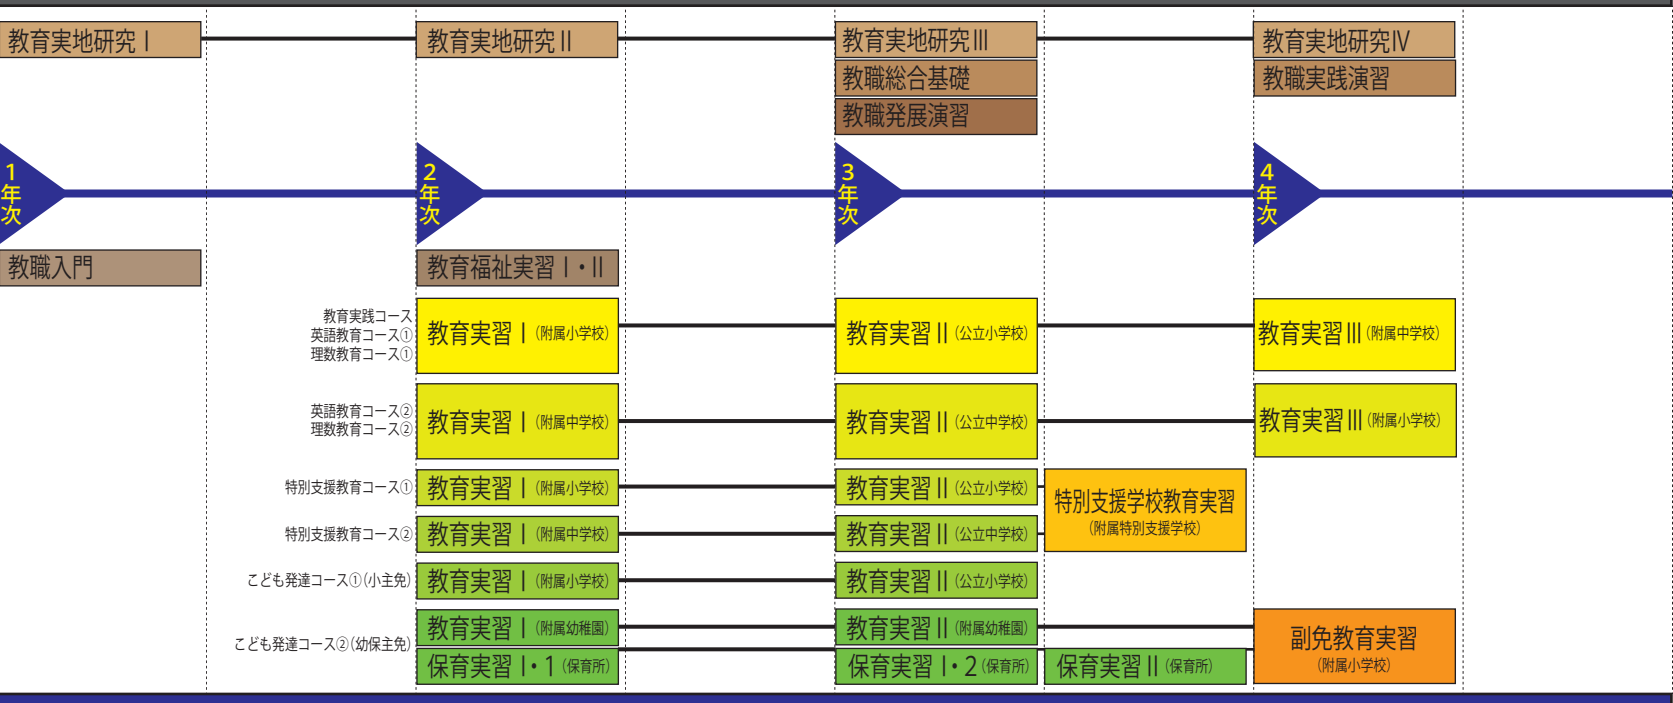 教育実地研究Ⅰ
教育実地研究Ⅱ
教育実地研究Ⅲ
教育実地研究Ⅳ
教職総合基礎
教職実践演習
教職発展演習
1年次
2年次
3年次
4年次
教職入門
教育福祉実習Ⅰ・Ⅱ
教育実践コース
英語教育コース①
理数教育コース①
教育実習Ⅰ（附属小学校）
教育実習Ⅱ（公立小学校）
教育実習Ⅲ（附属中学校）
英語教育コース②
理数教育コース②
教育実習Ⅰ（附属中学校）
教育実習Ⅱ（公立中学校）
教育実習Ⅲ（附属小学校）
特別支援教育コース①
教育実習Ⅰ（附属小学校）
教育実習Ⅱ（公立小学校）
特別支援学校教育実習
（附属特別支援学校）
特別支援教育コース②
教育実習Ⅰ（附属中学校）
教育実習Ⅱ（公立中学校）
こども発達コース①（小主免）
教育実習Ⅰ（附属小学校）
教育実習Ⅱ（公立小学校）
こども発達コース②（幼保主免）
教育実習Ⅰ（附属幼稚園）
教育実習Ⅱ（附属幼稚園）
副免教育実習
（附属小学校）
保育実習Ⅰ・1（保育所）
保育実習Ⅰ・2（保育所）
保育実習Ⅱ（保育所）